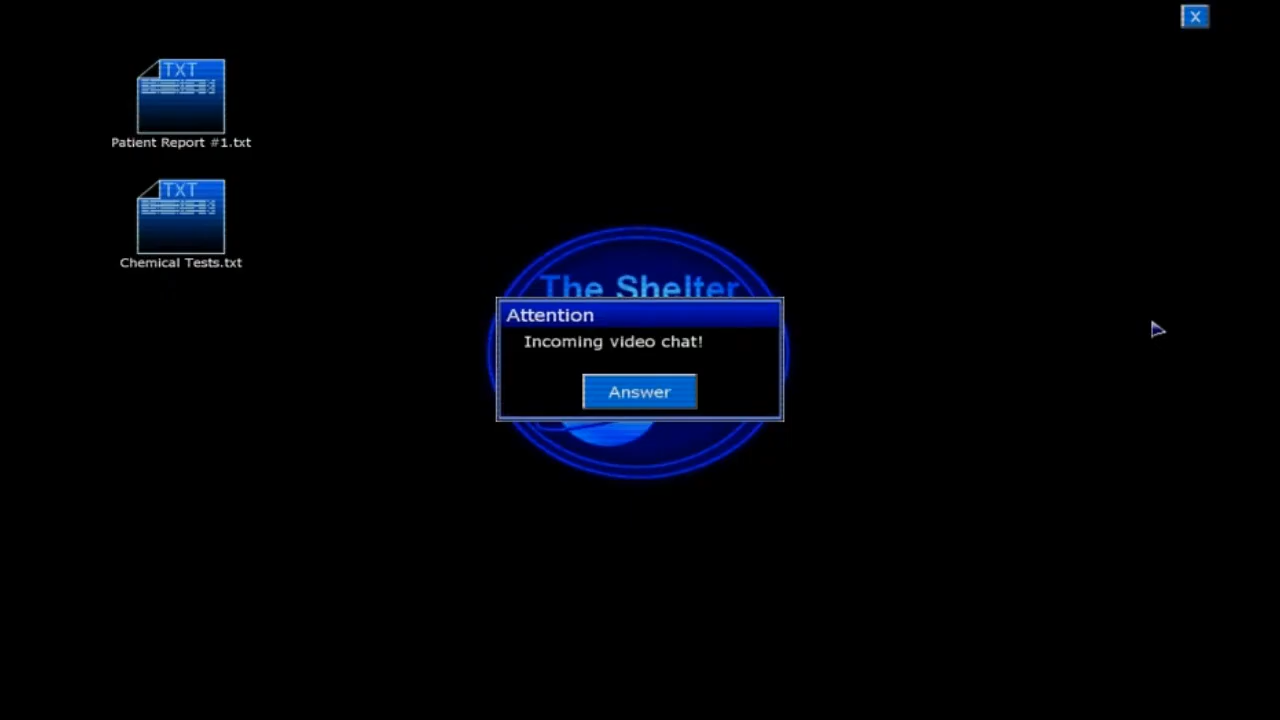 X
TXT
Patient Report #1.txt
TXT
Chemical Tests.txt
The Shelter
Attention
Incoming video chat!
Answer